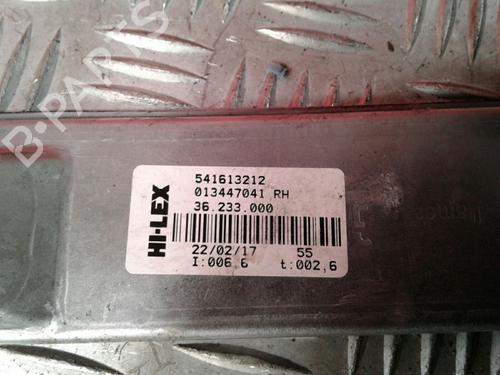 B-PARTS
HI-LEX
541613212
013447041 RH
36.233.000
22/02/17 55
I:006,6 t:002,6